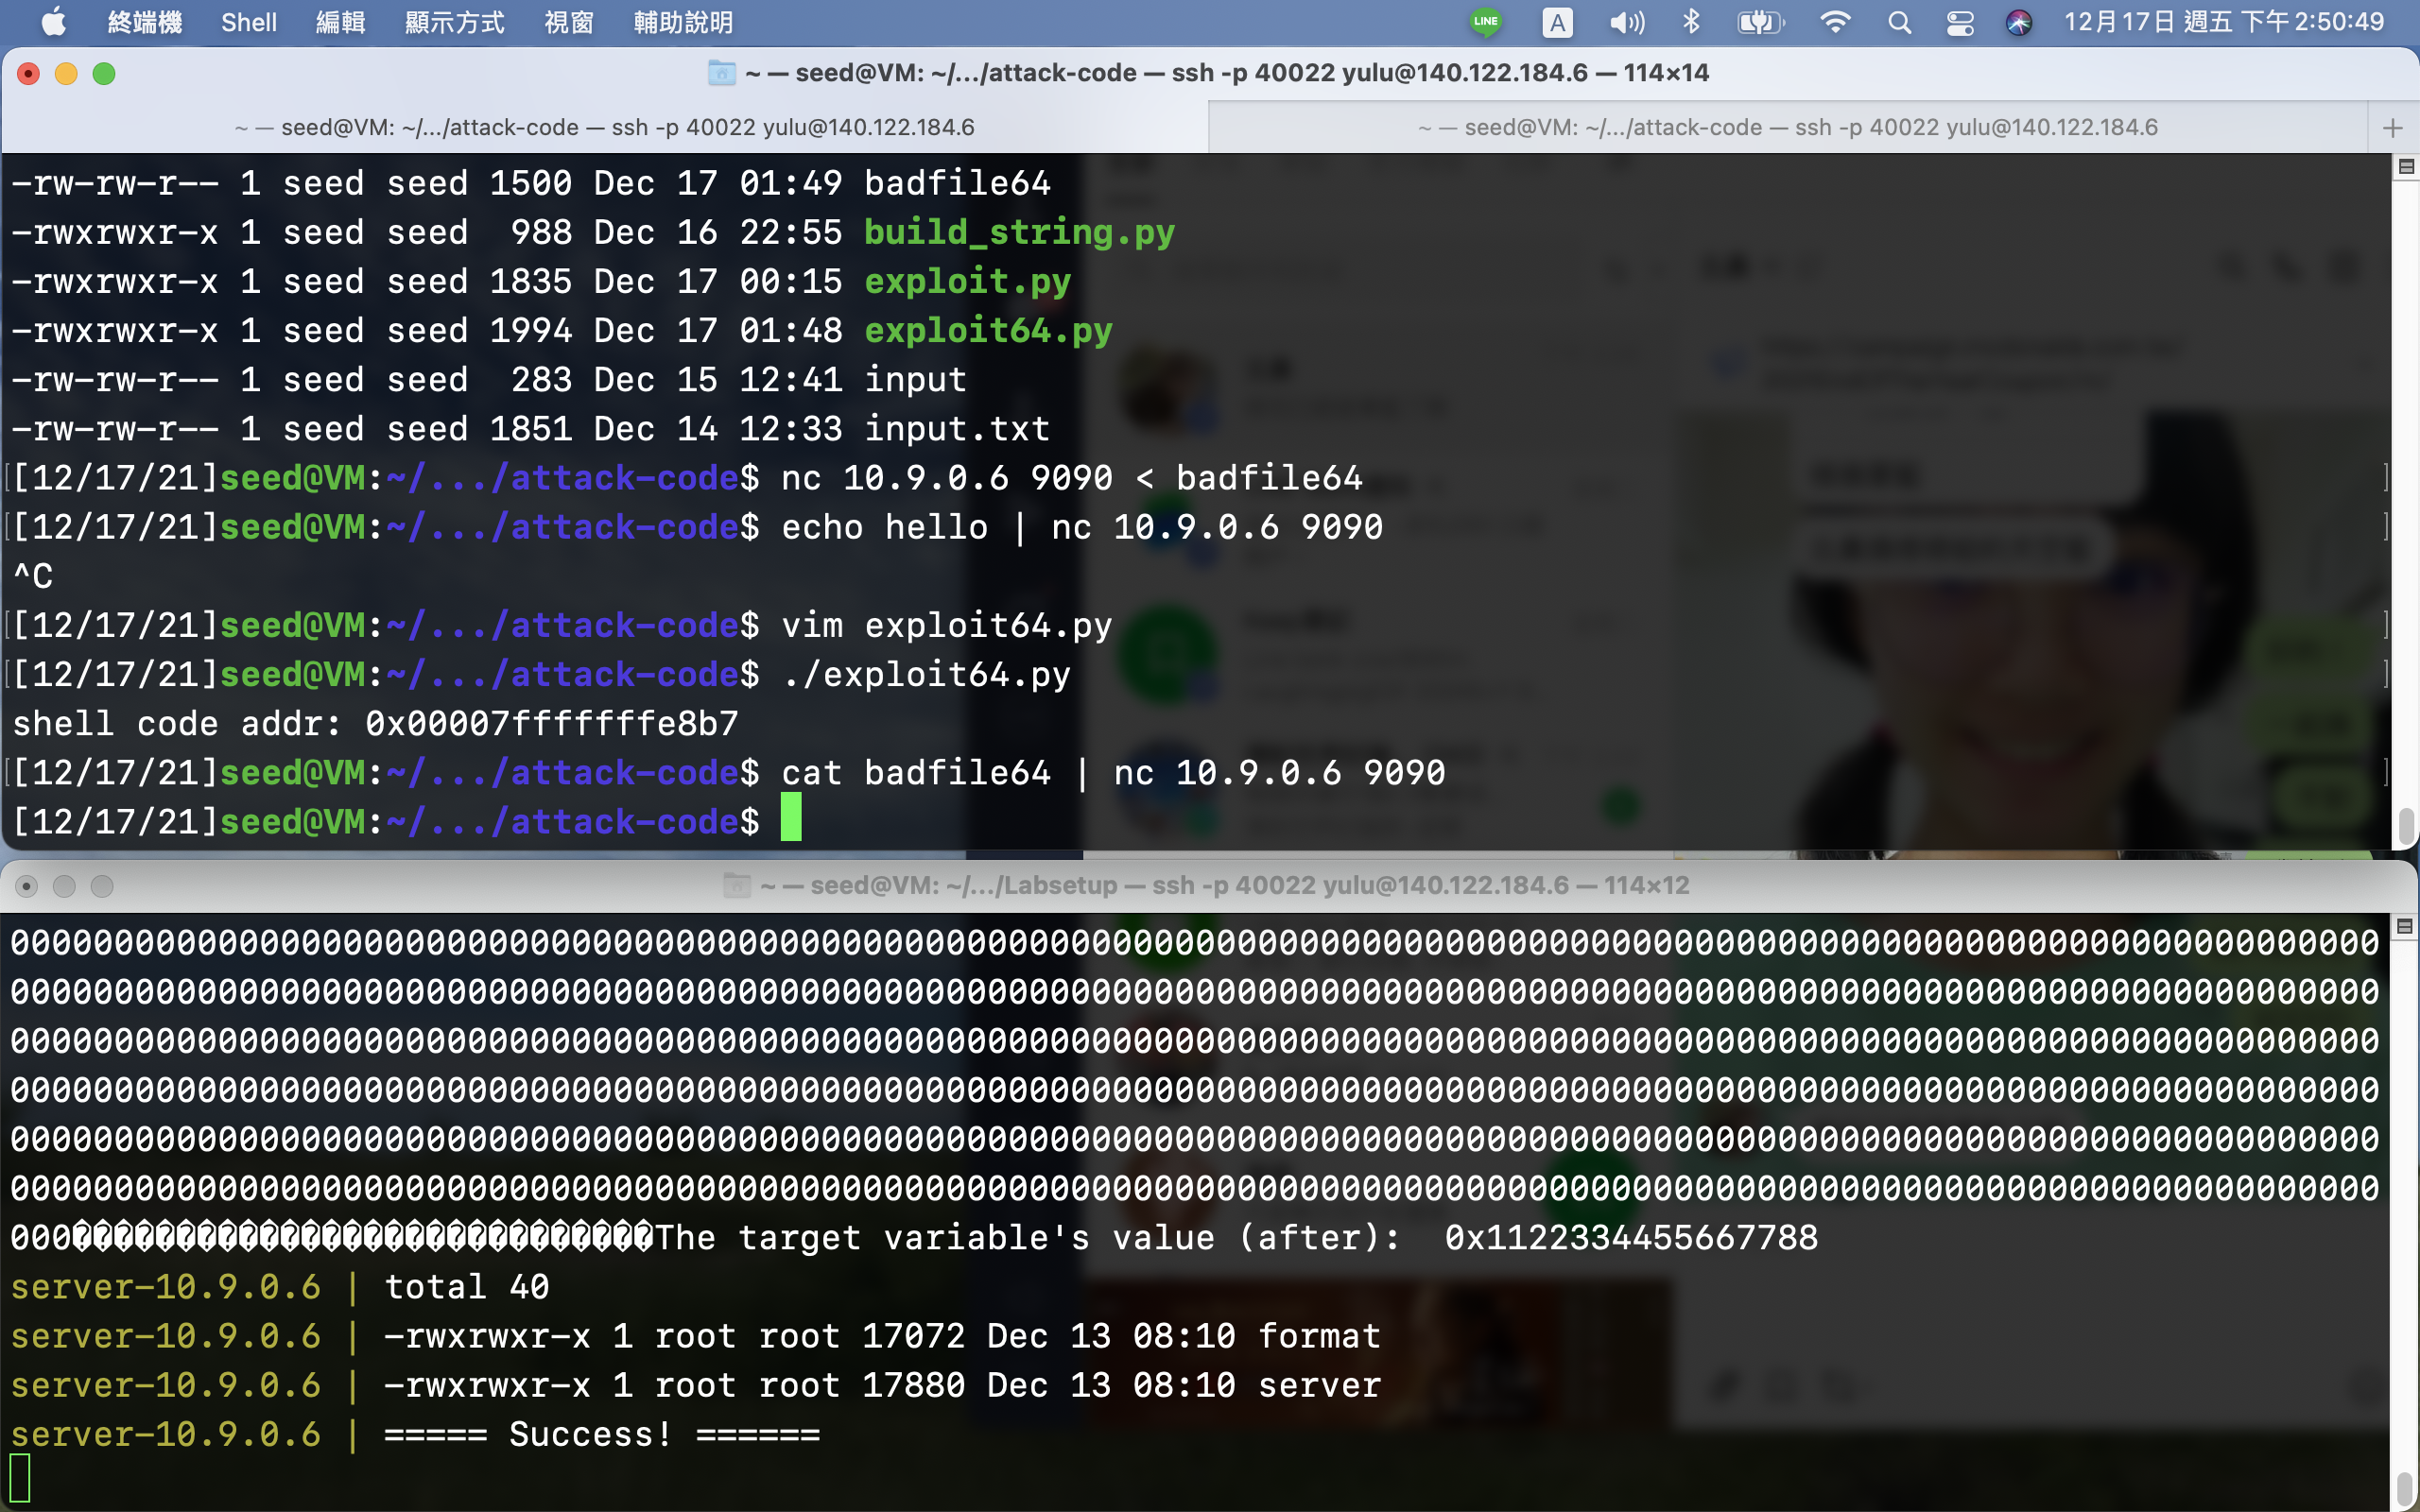 終端機 Shell 編輯 顯示方式 視窗 輔助說明 LINE A 12月17日 週五 下午 2:50:49
~ — seed@VM: ~/.../attack-code — ssh -p 40022 yulu@140.122.184.6 — 114×14
~ — seed@VM: ~/.../attack-code — ssh -p 40022 yulu@140.122.184.6 ~ — seed@VM: ~/.../attack-code — ssh -p 40022 yulu@140.122.184.6 +
-rw-rw-r-- 1 seed seed 1500 Dec 17 01:49 badfile64
-rwxrwxr-x 1 seed seed  988 Dec 16 22:55 build_string.py
-rwxrwxr-x 1 seed seed 1835 Dec 17 00:15 exploit.py
-rwxrwxr-x 1 seed seed 1994 Dec 17 01:48 exploit64.py
-rw-rw-r-- 1 seed seed  283 Dec 15 12:41 input
-rw-rw-r-- 1 seed seed 1851 Dec 14 12:33 input.txt
[[12/17/21]seed@VM:~/.../attack-code$ nc 10.9.0.6 9090 < badfile64 ]
[[12/17/21]seed@VM:~/.../attack-code$ echo hello | nc 10.9.0.6 9090 ]
^C
[[12/17/21]seed@VM:~/.../attack-code$ vim exploit64.py ]
[[12/17/21]seed@VM:~/.../attack-code$ ./exploit64.py ]
shell code addr: 0x00007fffffffe8b7
[[12/17/21]seed@VM:~/.../attack-code$ cat badfile64 | nc 10.9.0.6 9090 ]
[12/17/21]seed@VM:~/.../attack-code$
~ — seed@VM: ~/.../Labsetup — ssh -p 40022 yulu@140.122.184.6 — 114×12
000000000000000000000000000000000000000000000000000000000000000000000000000000000000000000000000000000000000000000
000000000000000000000000000000000000000000000000000000000000000000000000000000000000000000000000000000000000000000
000000000000000000000000000000000000000000000000000000000000000000000000000000000000000000000000000000000000000000
000000000000000000000000000000000000000000000000000000000000000000000000000000000000000000000000000000000000000000
000000000000000000000000000000000000000000000000000000000000000000000000000000000000000000000000000000000000000000
000000000000000000000000000000000000000000000000000000000000000000000000000000000000000000000000000000000000000000
000����������������������������The target variable's value (after):  0x1122334455667788
server-10.9.0.6 | total 40
server-10.9.0.6 | -rwxrwxr-x 1 root root 17072 Dec 13 08:10 format
server-10.9.0.6 | -rwxrwxr-x 1 root root 17880 Dec 13 08:10 server
server-10.9.0.6 | ===== Success! ======